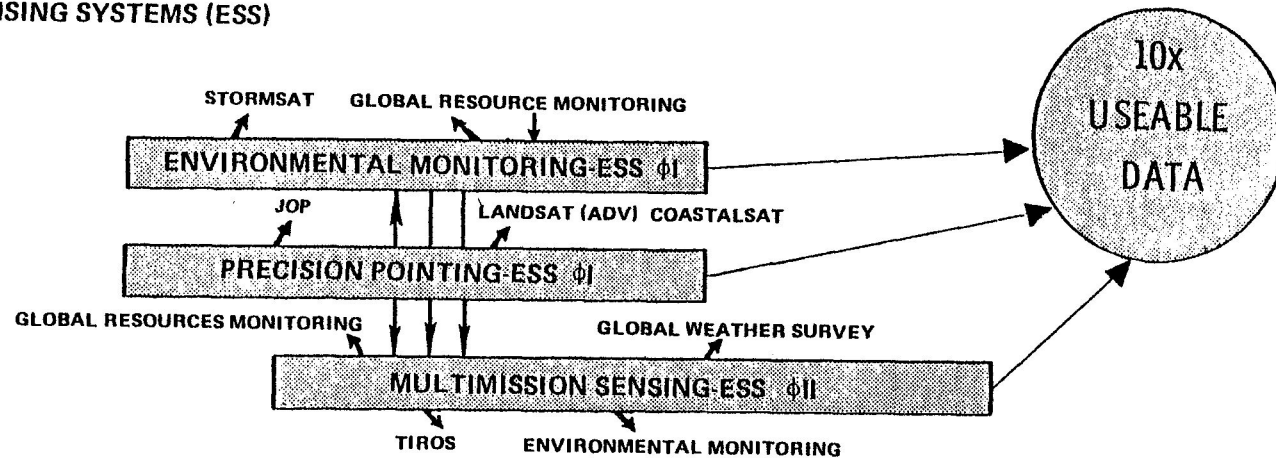 SYSTEMS (ESS)
STORMSAT GLOBAL RESOURCE MONITORING
ENVIRONMENTAL MONITORING-ESS ϕI
JOP LANDSAT (ADV) COASTALSAT
PRECISION POINTING-ESS ϕI
GLOBAL RESOURCES MONITORING GLOBAL WEATHER SURVEY
MULTIMISSION SENSING-ESS ϕII
TIROS ENVIRONMENTAL MONITORING
10x
USEABLE
DATA